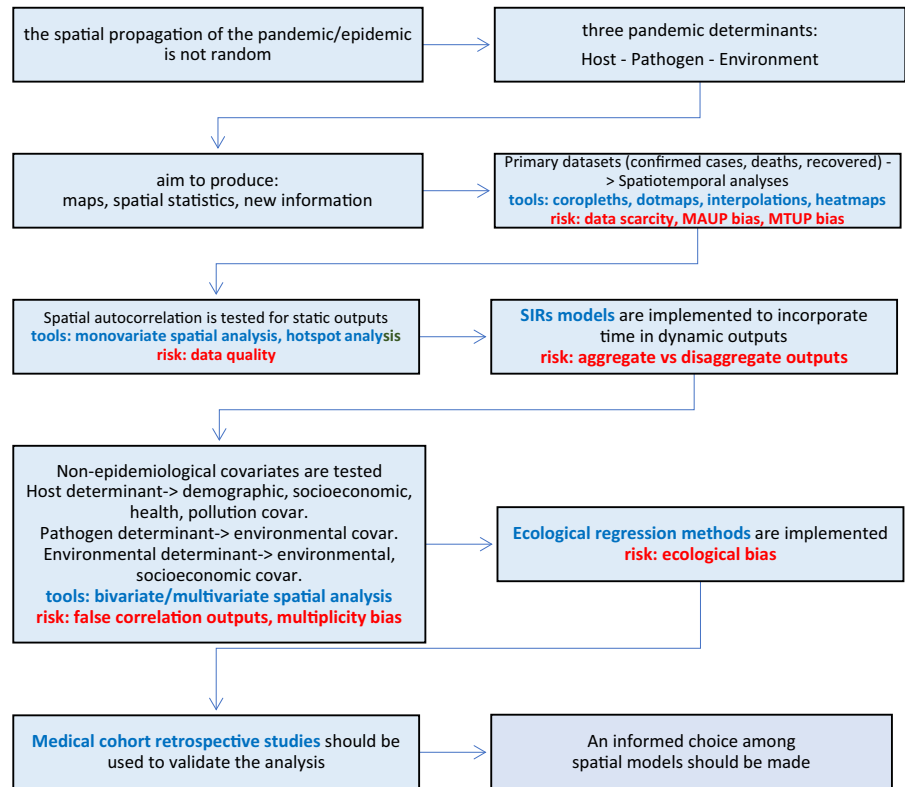 the spatial propagation of the pandemic/epidemic
is not random
three pandemic determinants:
Host - Pathogen - Environment
aim to produce:
maps, spatial statistics, new information
Primary datasets (confirmed cases, deaths, recovered) -
> Spatiotemporal analyses
tools: coropleths, dotmaps, interpolations, heatmaps
risk: data scarcity, MAUP bias, MTUP bias
Spatial autocorrelation is tested for static outputs
tools: monovariate spatial analysis, hotspot analysis
risk: data quality
SIRs models are implemented to incorporate
time in dynamic outputs
risk: aggregate vs disaggregate outputs
Non-epidemiological covariates are tested
Host determinant-> demographic, socioeconomic,
health, pollution covar.
Pathogen determinant-> environmental covar.
Environmental determinant-> environmental,
socioeconomic covar.
tools: bivariate/multivariate spatial analysis
risk: false correlation outputs, multiplicity bias
Ecological regression methods are implemented
risk: ecological bias
Medical cohort retrospective studies should be
used to validate the analysis
An informed choice among
spatial models should be made